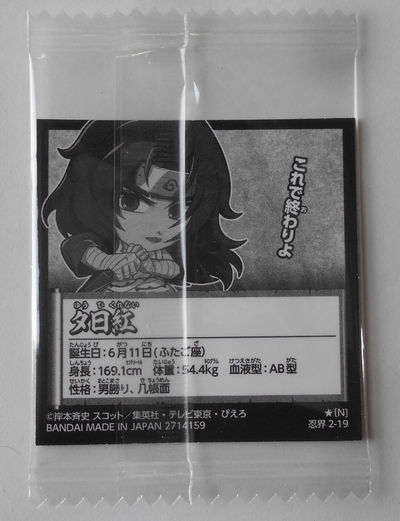 これで終わりよ
夕日紅
誕生日:6月11日(ふたご座)
身長:169.1cm 体重:54.4kg 血液型:AB型
性格:男勝り、几帳面
©岸本斉史 スコット/集英社・テレビ東京・ぴえろ
★[N]
BANDAI MADE IN JAPAN 2714159
忍界 2-19